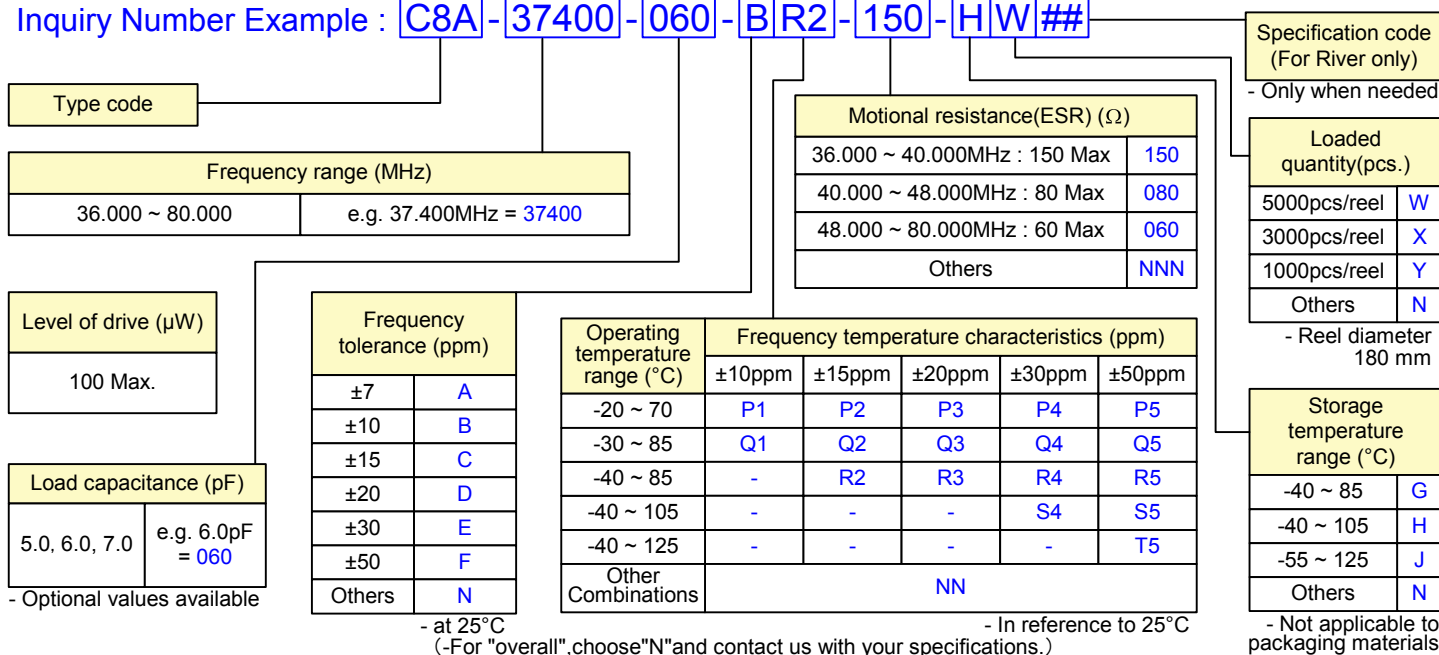 Inquiry Number Example : C8A - 37400 - 060 - B R2 - 150 - H W ##
Specification code
(For River only)
- Only when needed
Type code
Motional resistance(ESR) (Ω)
36.000 ~ 40.000MHz : 150 Max 150
40.000 ~ 48.000MHz : 80 Max 080
48.000 ~ 80.000MHz : 60 Max 060
Others NNN
Loaded
quantity(pcs.)
5000pcs/reel W
3000pcs/reel X
1000pcs/reel Y
Others N
- Reel diameter
180 mm
Frequency range (MHz)
36.000 ~ 80.000 e.g. 37.400MHz = 37400
Level of drive (µW)
100 Max.
Frequency
tolerance (ppm)
±7 A
±10 B
±15 C
±20 D
±30 E
±50 F
Others N
- at 25°C
(-For "overall",choose"N"and contact us with your specifications.)
Operating
temperature
range (°C)
Frequency temperature characteristics (ppm)
±10ppm ±15ppm ±20ppm ±30ppm ±50ppm
-20 ~ 70 P1 P2 P3 P4 P5
-30 ~ 85 Q1 Q2 Q3 Q4 Q5
-40 ~ 85 - R2 R3 R4 R5
-40 ~ 105 - - - S4 S5
-40 ~ 125 - - - - T5
Other
Combinations NN
- In reference to 25°C
Storage
temperature
range (°C)
-40 ~ 85 G
-40 ~ 105 H
-55 ~ 125 J
Others N
- Not applicable to
packaging materials
Load capacitance (pF)
5.0, 6.0, 7.0 e.g. 6.0pF
= 060
- Optional values available